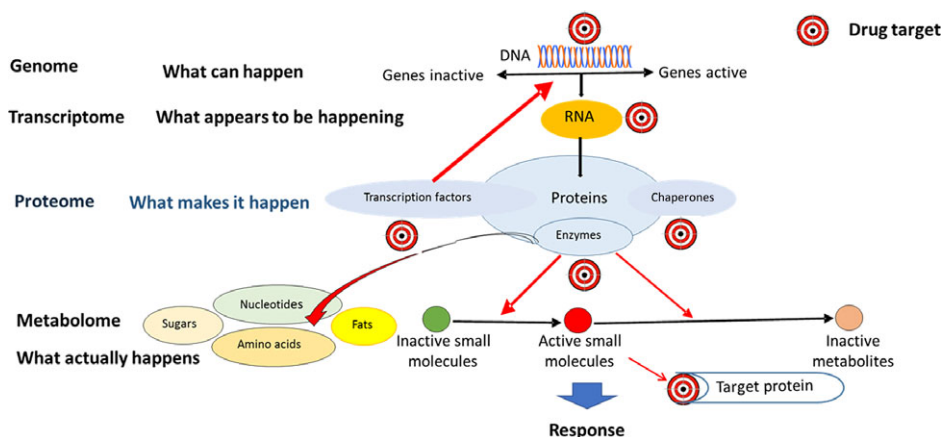 Drug target
DNA
Genome
What can happen
Genes inactive
Genes active
Transcriptome
What appears to be happening
RNA
Proteome
What makes it happen
Transcription factors
Proteins
Chaperones
Enzymes
Nucleotides
Metabolome
Sugars
Fats
Amino acids
What actually happens
Inactive small
molecules
Active small
molecules
Inactive
metabolites
Target protein
Response